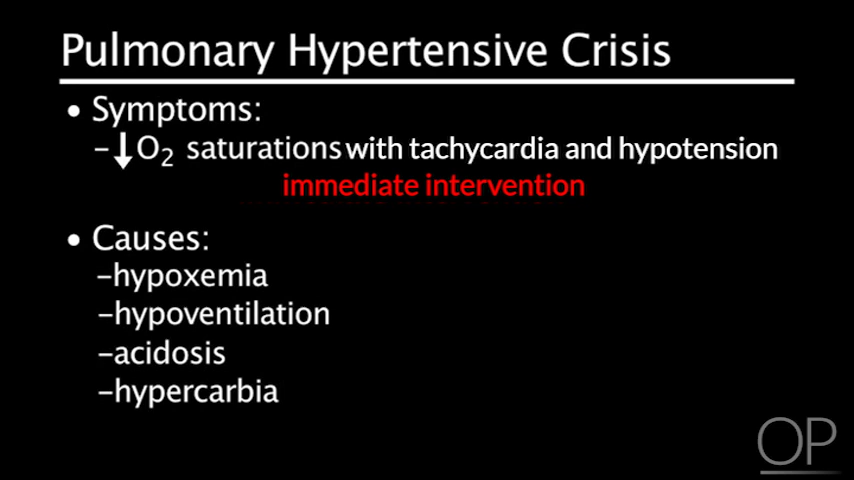 Pulmonary Hypertensive Crisis
• Symptoms:
–↓O₂ saturations with tachycardia and hypotension
immediate intervention
• Causes:
–hypoxemia
–hypoventilation
–acidosis
–hypercarbia
OP